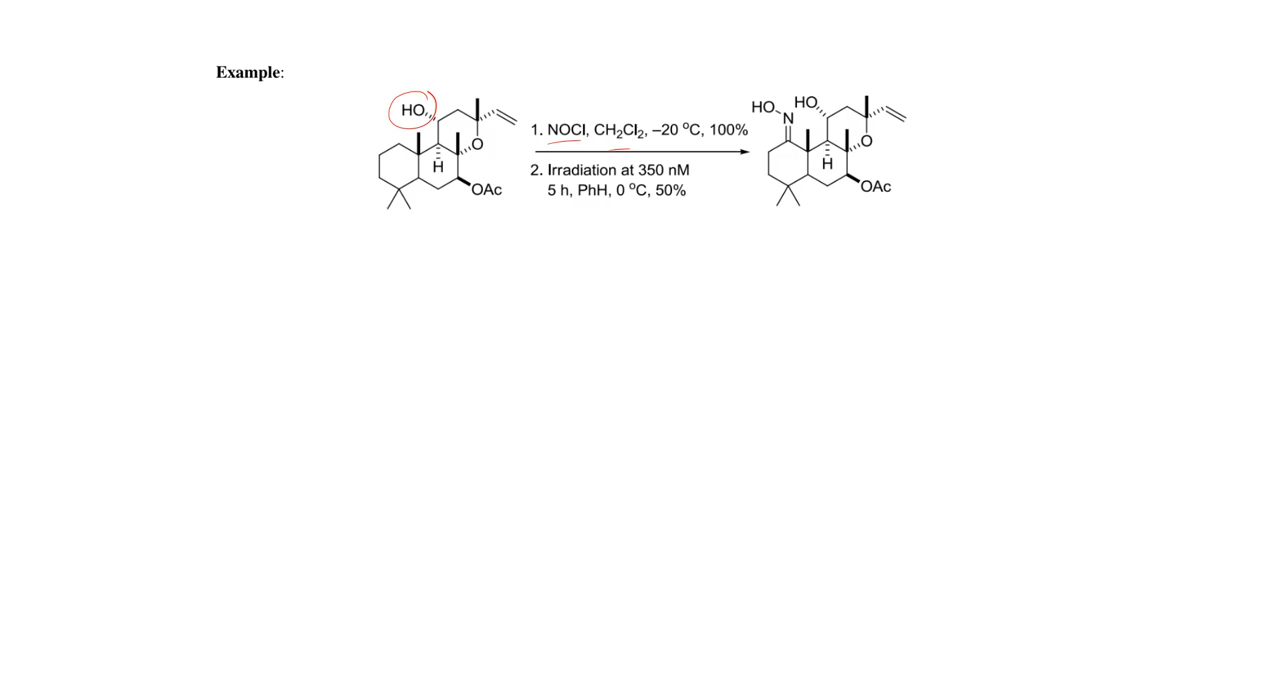 Example:
HO
H
O
OAc
1. NOCl, CH₂Cl₂, –20 °C, 100%
2. Irradiation at 350 nM
5 h, PhH, 0 °C, 50%
HO
N
HO
H
O
OAc